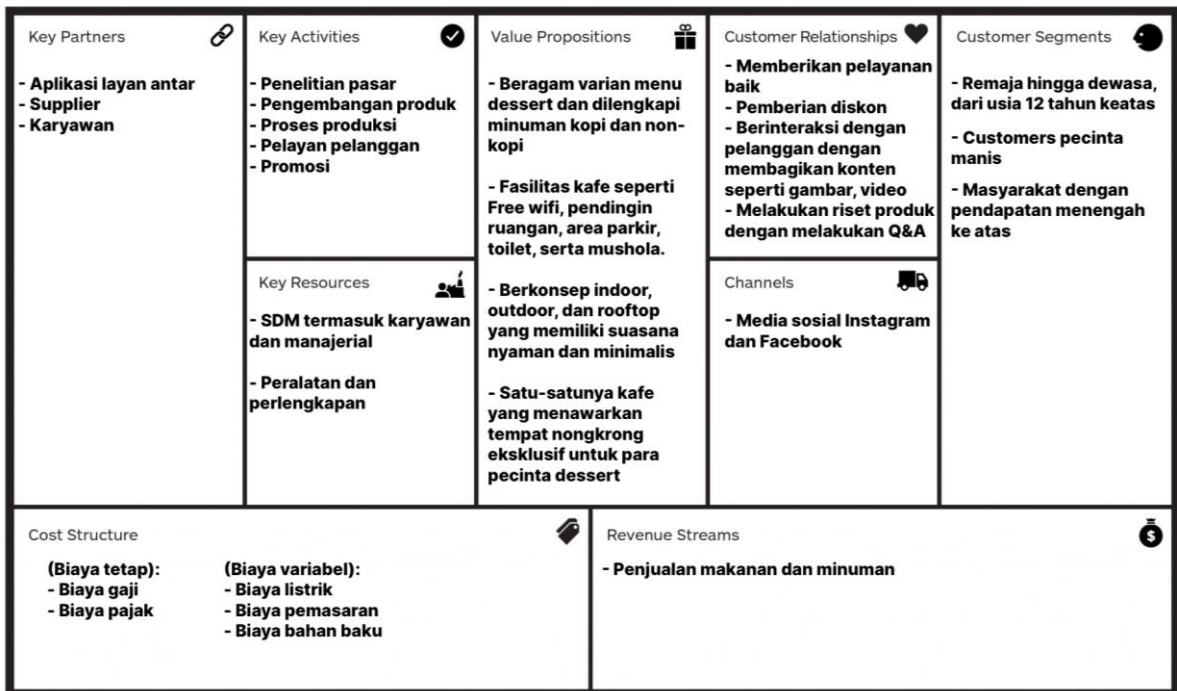 Key Partners
- Aplikasi layan antar
- Supplier
- Karyawan
Key Activities
- Penelitian pasar
- Pengembangan produk
- Proses produksi
- Pelayan pelanggan
- Promosi
Key Resources
- SDM termasuk karyawan
dan manajerial
- Peralatan dan
perlengkapan
Value Propositions
- Beragam varian menu
dessert dan dilengkapi
minuman kopi dan non-
kopi
- Fasilitas kafe seperti
Free wifi, pendingin
ruangan, area parkir,
toilet, serta mushola.
- Berkonsep indoor,
outdoor, dan rooftop
yang memiliki suasana
nyaman dan minimalis
- Satu-satunya kafe
yang menawarkan
tempat nongkrong
eksklusif untuk para
pecinta dessert
Customer Relationships
- Memberikan pelayanan
baik
- Pemberian diskon
- Berinteraksi dengan
pelanggan dengan
membagikan konten
seperti gambar, video
- Melakukan riset produk
dengan melakukan Q&A
Channels
- Media sosial Instagram
dan Facebook
Customer Segments
- Remaja hingga dewasa,
dari usia 12 tahun keatas
- Customers pecinta
manis
- Masyarakat dengan
pendapatan menengah
ke atas
Cost Structure
(Biaya tetap):
- Biaya gaji
- Biaya pajak
(Biaya variabel):
- Biaya listrik
- Biaya pemasaran
- Biaya bahan baku
Revenue Streams
$
- Penjualan makanan dan minuman